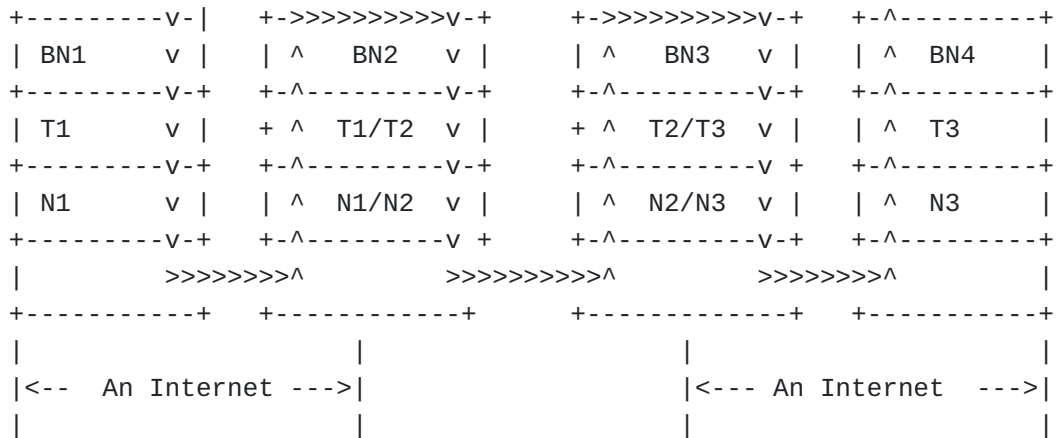 +---------v-|   +->>>>>>>>>>v-+     +->>>>>>>>>>v-+   +-^---------+
| BN1     v |   | ^   BN2   v |     | ^   BN3   v |   | ^  BN4    |
+---------v-+   +-^---------v-+     +-^---------v-+   +-^---------+
| T1      v |   + ^  T1/T2  v |     + ^  T2/T3  v |   | ^  T3     |
+---------v-+   +-^---------v-+     +-^---------v +   +-^---------+
| N1      v |   | ^  N1/N2  v |     | ^  N2/N3  v |   | ^  N3     |
+---------v-+   +-^---------v +     +-^---------v-+   +-^---------+
|         >>>>>>>>^         >>>>>>>>>>^         >>>>>>>>^         |
+-----------+   +------------+      +-------------+   +-----------+
|                     |                    |                      |
|<--  An Internet --->|                    |<--- An Internet  --->|
|                     |                    |                      |